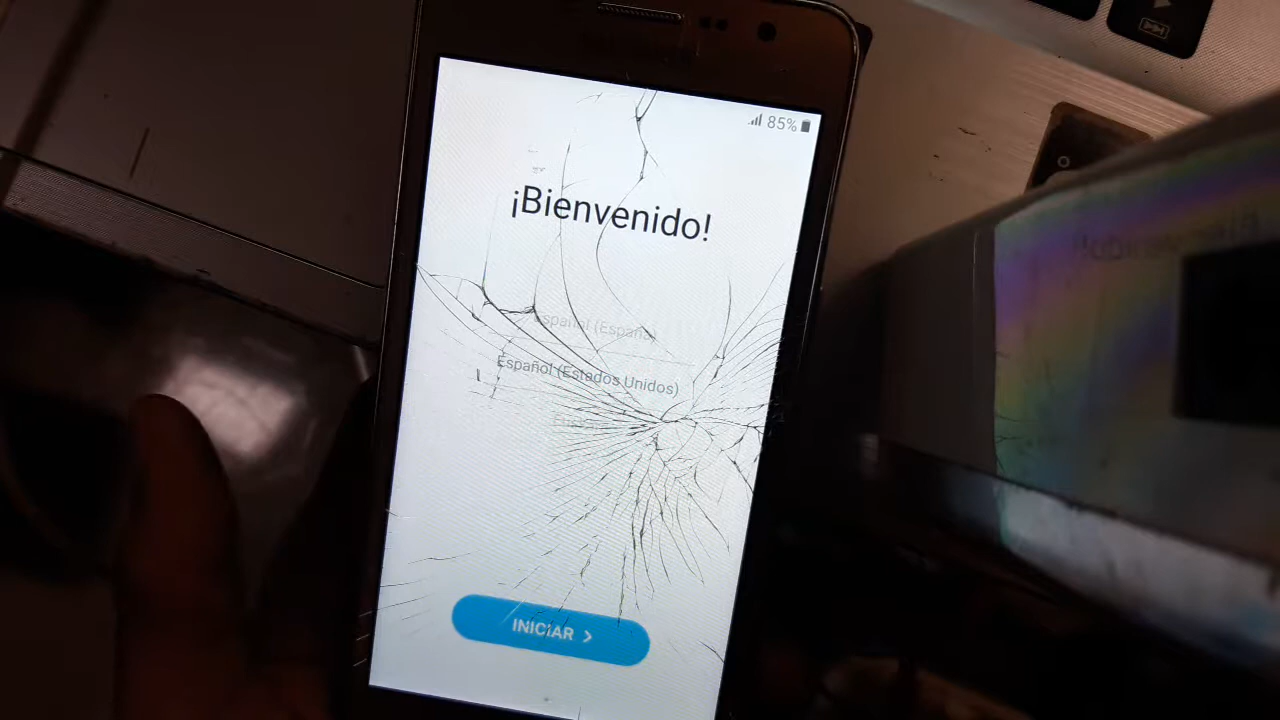 85%
¡Bienvenido!
Español (España)
Español (Estados Unidos)
INICIAR